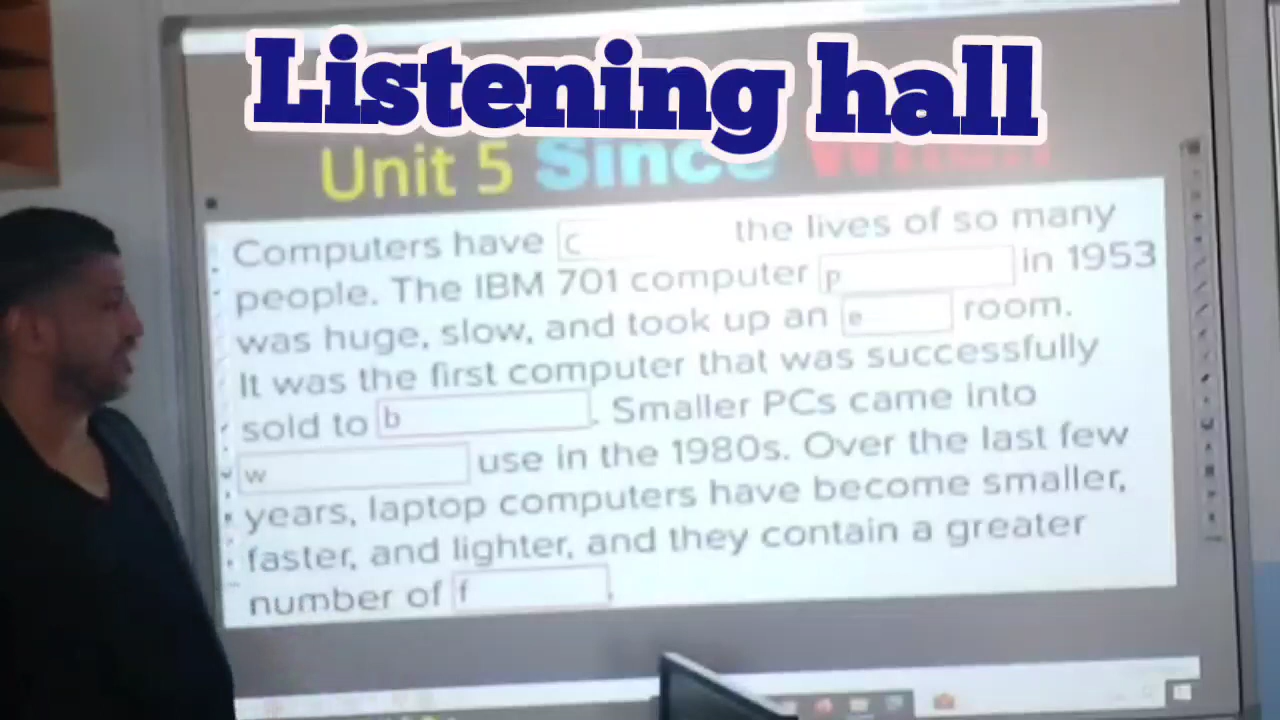 Listening hall
Unit 5 Since When
Computers have C the lives of so many
people. The IBM 701 computer p in 1953
was huge, slow, and took up an e room.
It was the first computer that was successfully
sold to b . Smaller PCs came into
w use in the 1980s. Over the last few
years, laptop computers have become smaller,
faster, and lighter, and they contain a greater
number of f .